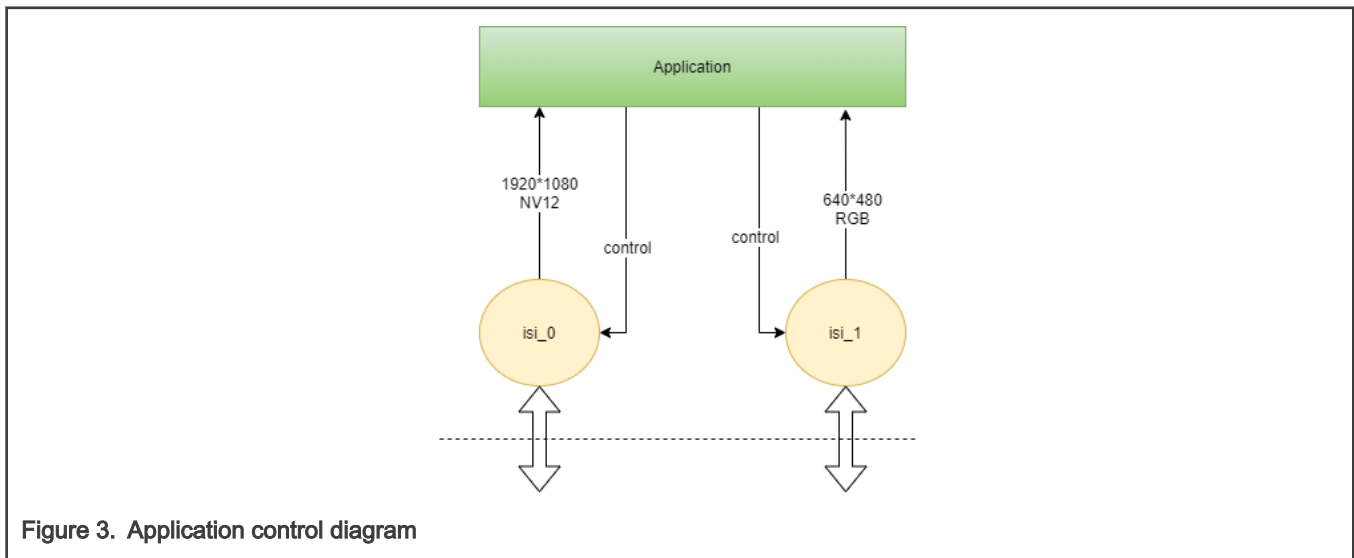 Application
1920*1080
NV12
640*480
RGB
control
control
isi_0
isi_1
Figure 3. Application control diagram